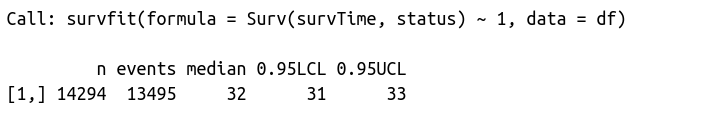 Call: survfit(formula = Surv(survTime, status) ~ 1, data = df)
n events median 0.95LCL 0.95UCL
[1,] 14294 13495 32 31 33